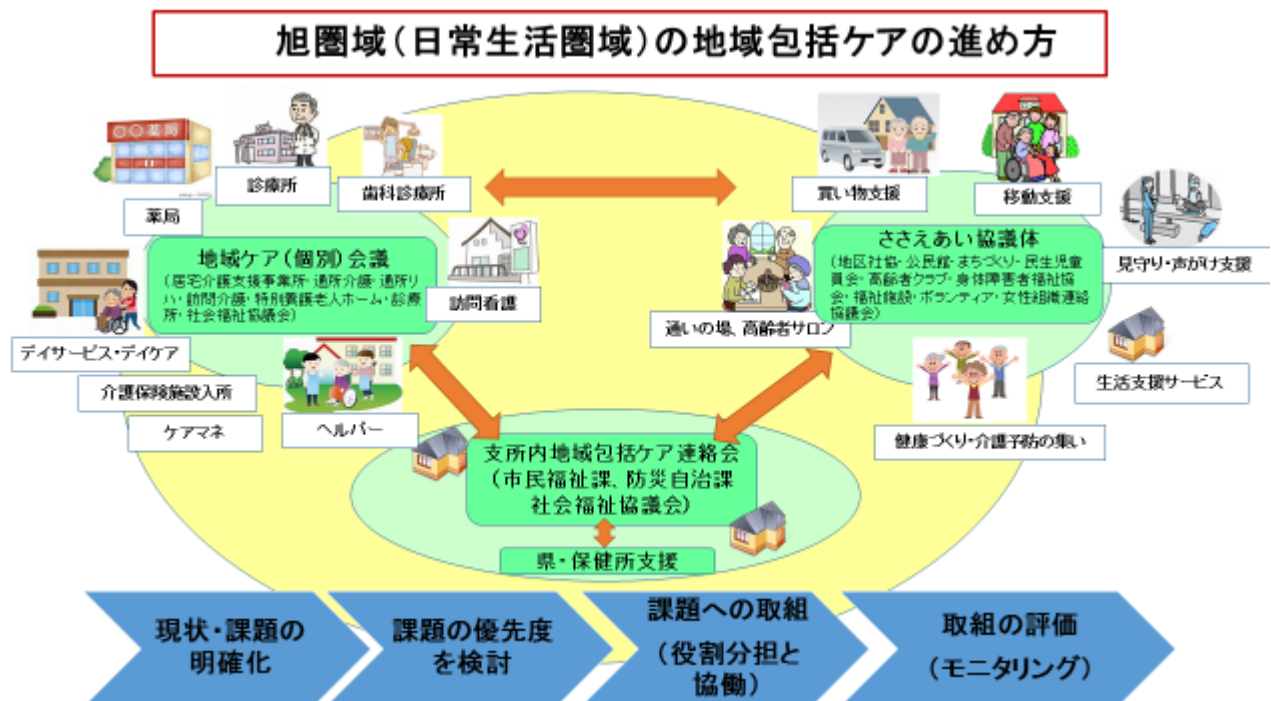 旭圏域(日常生活圏域)の地域包括ケアの進め方
〇〇薬局
診療所
歯科診療所
薬局
買い物支援
移動支援
地域ケア(個別)会議
(居宅介護支援事業所・通所介護・通所リ
ハ・訪問介護・特別養護老人ホーム・診療
所・社会福祉協議会)
訪問看護
ささえあい協議体
(地区社協・公民館・まちづくり・民生児童
員会・高齢者クラブ・身体障害者福祉協
会・福祉施設・ボランティア・女性組織連絡
協議会)
見守り・声がけ支援
通いの場、高齢者サロン
デイサービス・デイケア
介護保険施設入所
ケアマネ
ヘルパー
生活支援サービス
健康づくり・介護予防の集い
支所内地域包括ケア連絡会
(市民福祉課、防災自治課
社会福祉協議会)
県・保健所支援
現状・課題の
明確化
課題の優先度
を検討
課題への取組
(役割分担と
協働)
取組の評価
(モニタリング)